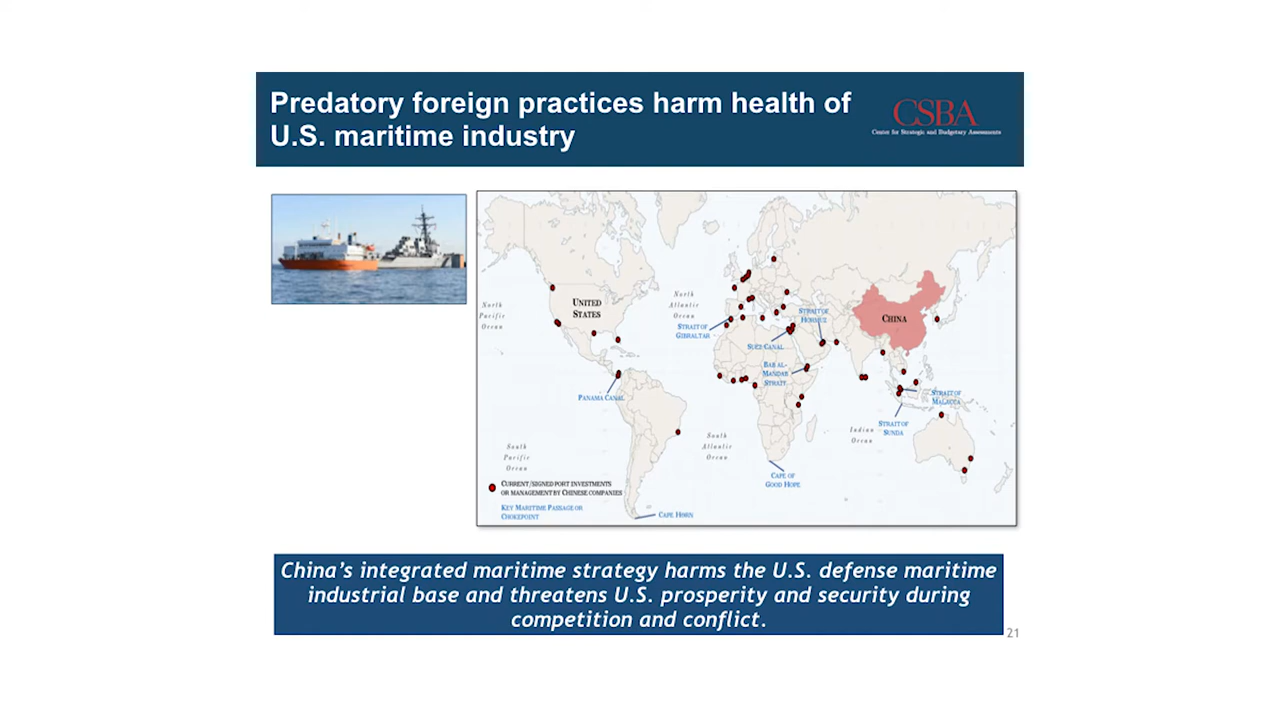 Predatory foreign practices harm health of
U.S. maritime industry
CSBA
Center for Strategic and Budgetary Assessments
North
Pacific
Ocean
UNITED
STATES
North
Atlantic
Ocean
STRAIT OF
GIBRALTAR
SUEZ CANAL
STRAIT OF
HORMUZ
BAB AL-
MANDAB
STRAIT
CHINA
PANAMA CANAL
STRAIT OF
MALACCA
STRAIT OF
SUNDA
Indian
Ocean
South
Pacific
Ocean
South
Atlantic
Ocean
CAPE OF
GOOD HOPE
CAPE HORN
CURRENT/SIGNED PORT INVESTMENTS
OR MANAGEMENT BY CHINESE COMPANIES
KEY MARITIME PASSAGE OR
CHOKEPOINT
China's integrated maritime strategy harms the U.S. defense maritime
industrial base and threatens U.S. prosperity and security during
competition and conflict.
21